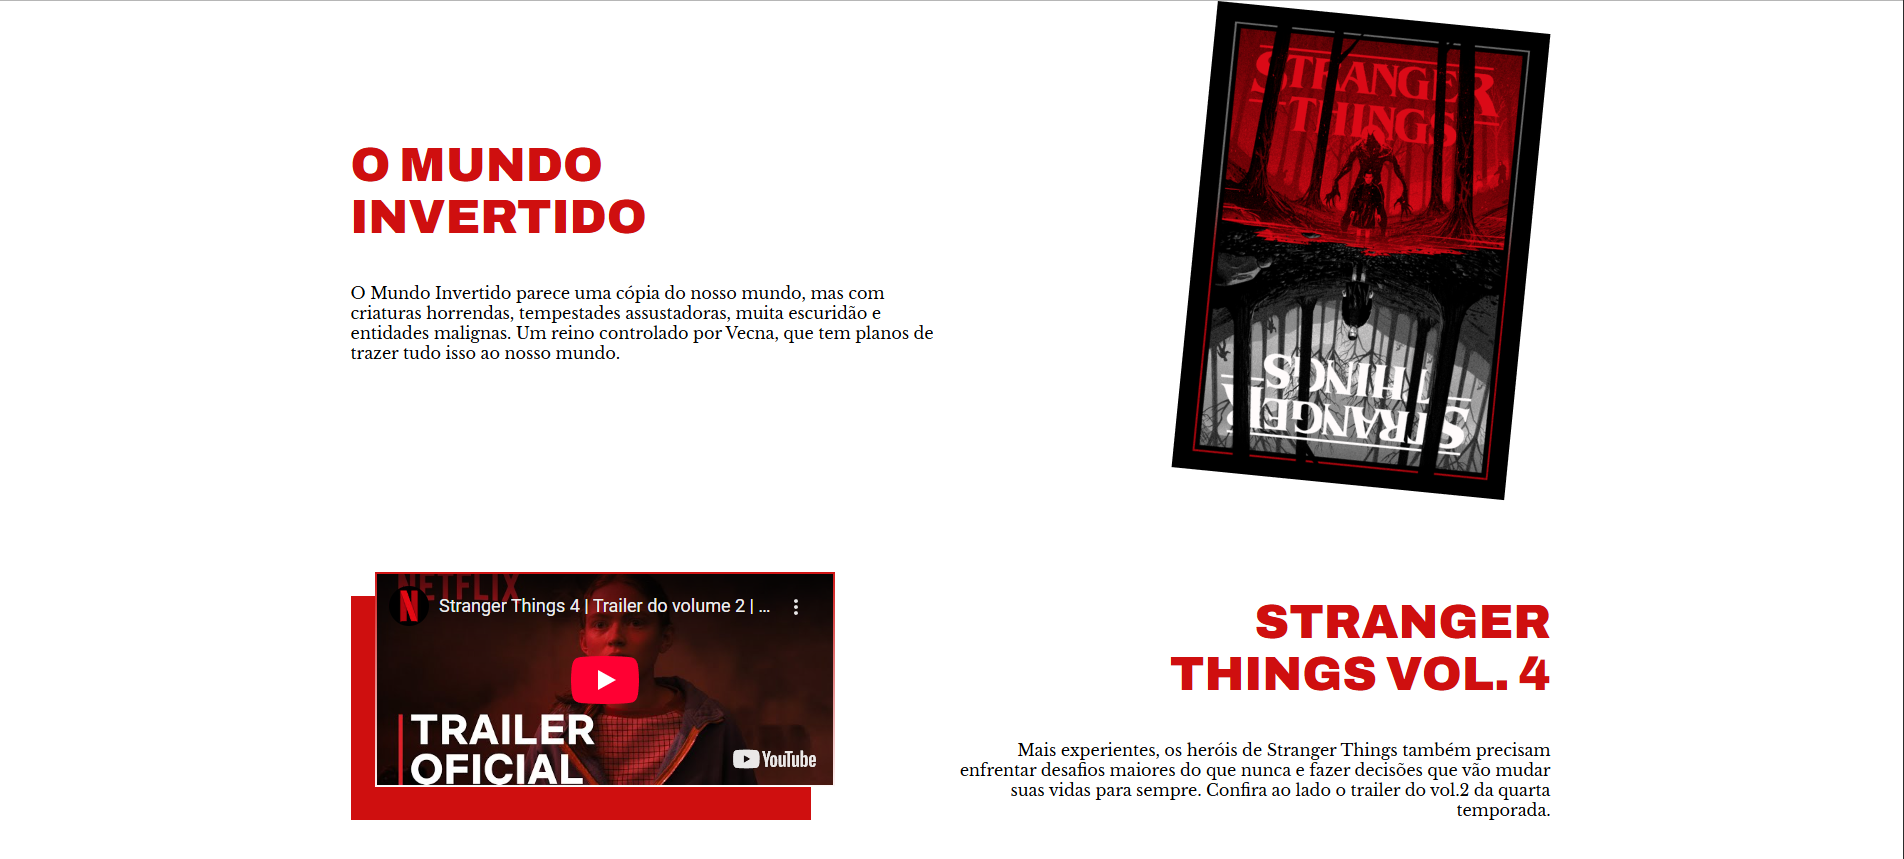 O MUNDO
INVERTIDO
O Mundo Invertido parece uma cópia do nosso mundo, mas com
criaturas horrendas, tempestades assustadoras, muita escuridão e
entidades malignas. Um reino controlado por Vecna, que tem planos de
trazer tudo isso ao nosso mundo.
STRANGER
THINGS
THINGS
STRANGER
NETFLIX
Stranger Things 4 | Trailer do volume 2 | ...
TRAILER
OFICIAL
YouTube
STRANGER
THINGS VOL. 4
Mais experientes, os heróis de Stranger Things também precisam
enfrentar desafios maiores do que nunca e fazer decisões que vão mudar
suas vidas para sempre. Confira ao lado o trailer do vol.2 da quarta
temporada.